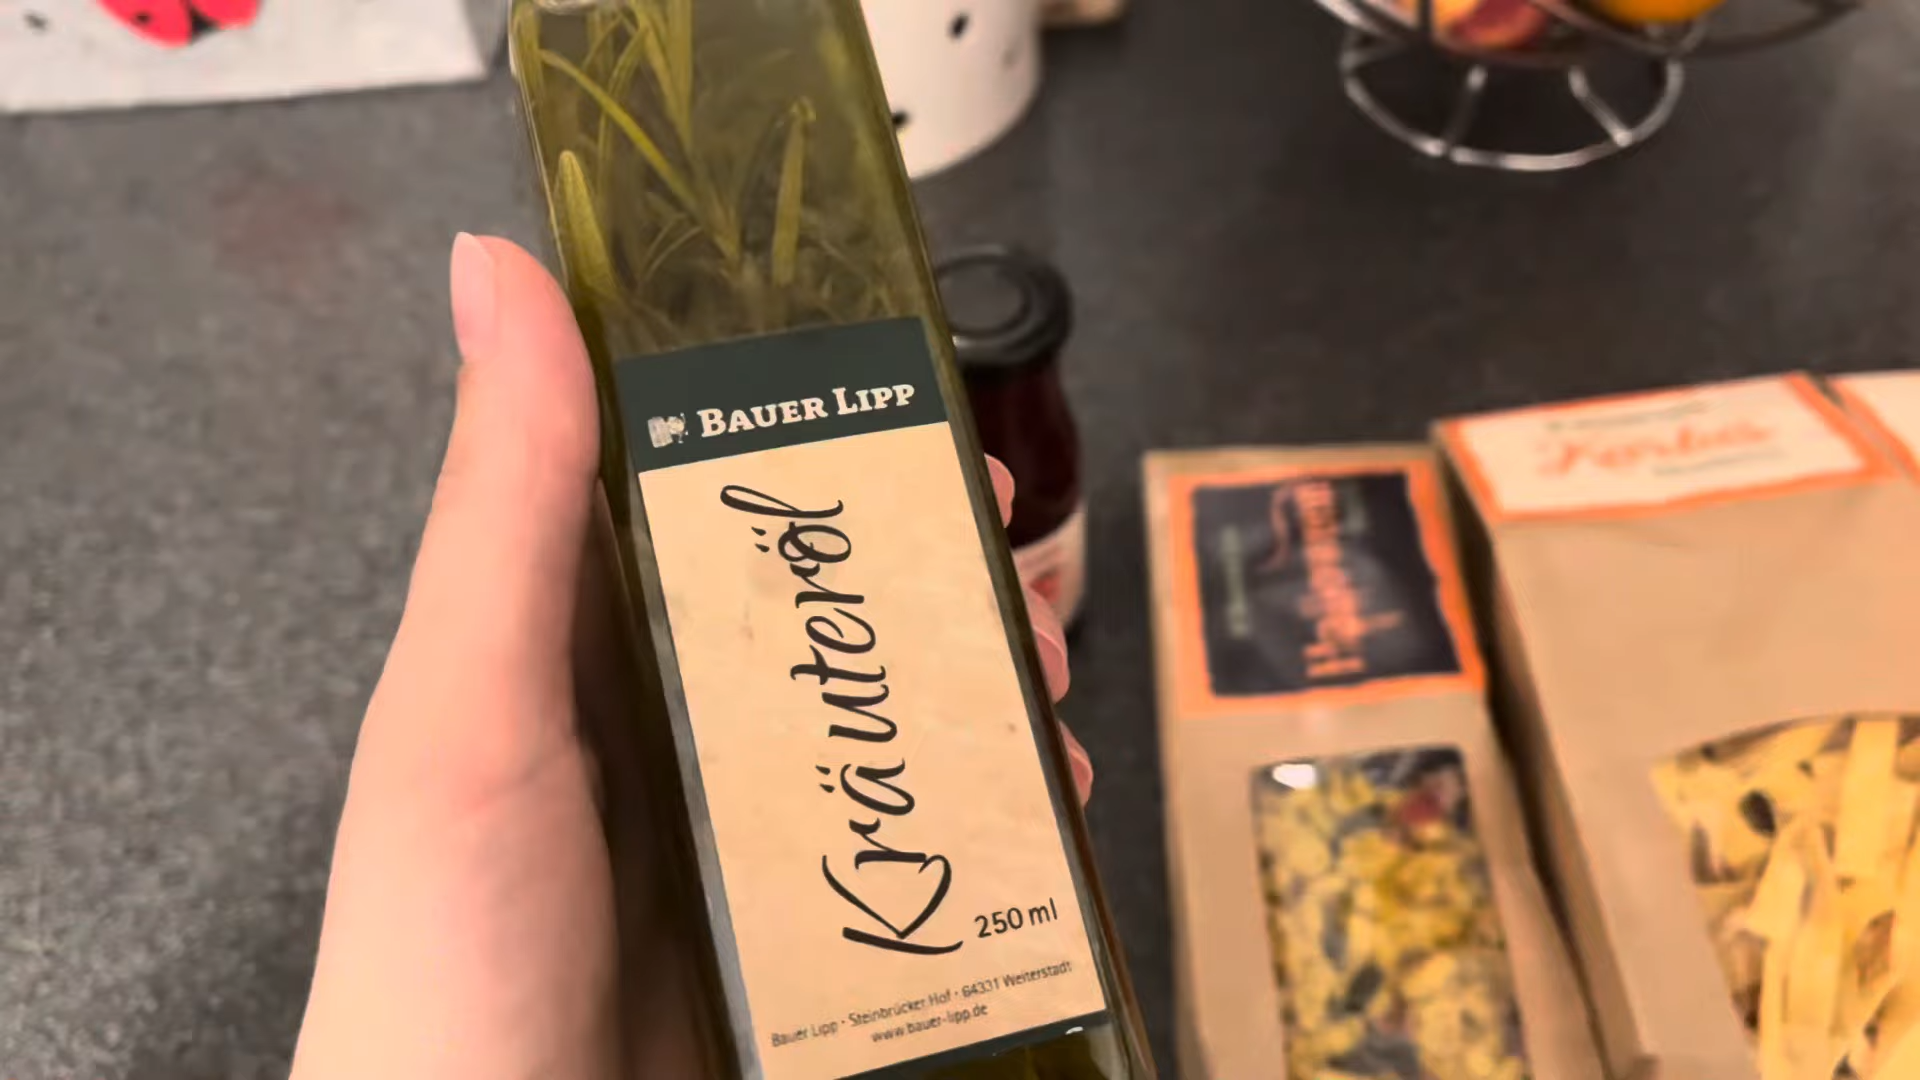 BAUER LIPP
Kräuteröl
250 ml
Bauer Lipp • Steinbrücker Hof • 64331 Weiterstadt
www.bauer-lipp.de